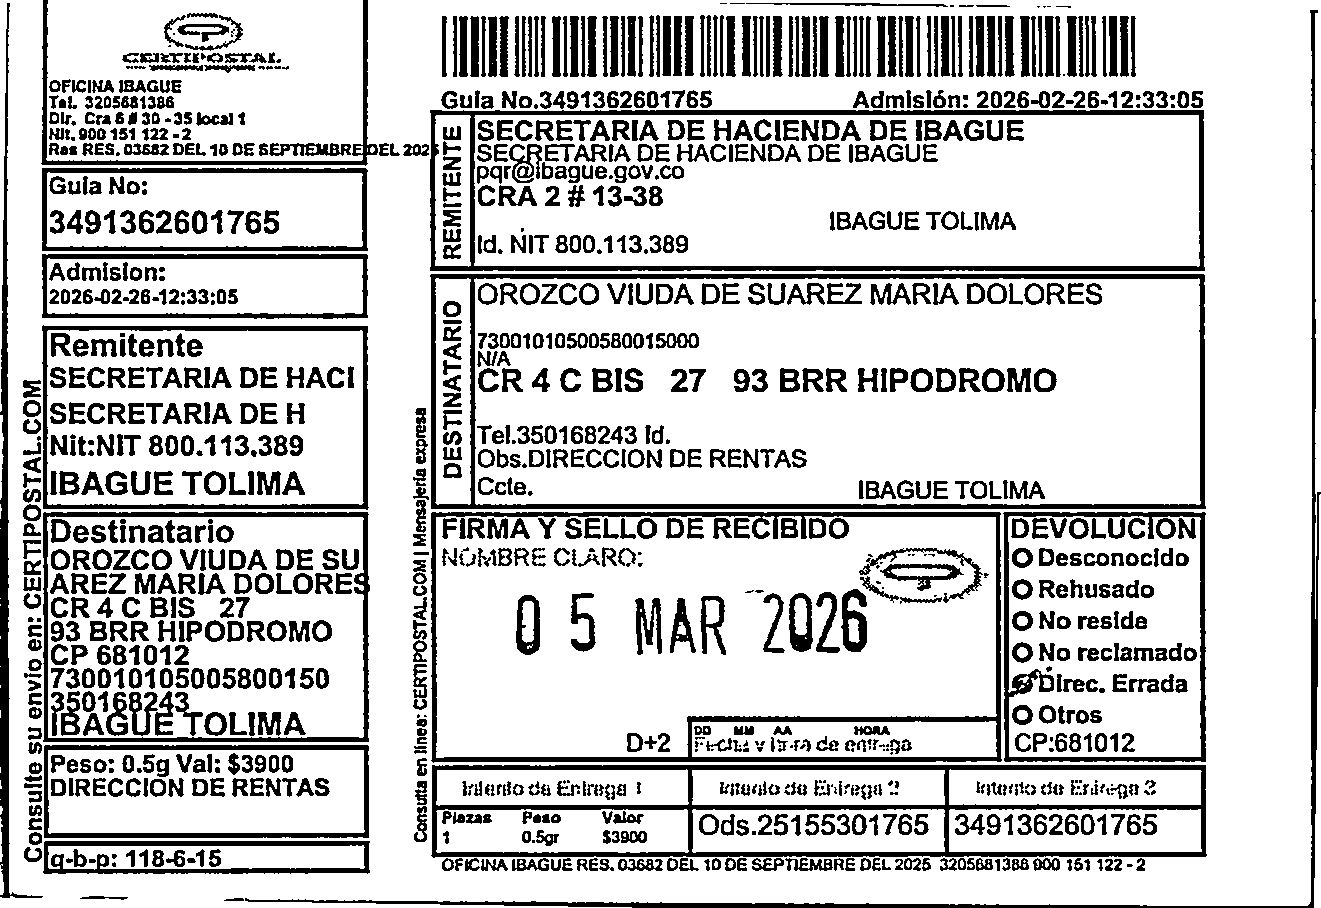 CERTIPOSTAL
OFICINA IBAGUE
Tel. 3205681386
Dir. Cra 6 # 30 - 35 local 1
Nit. 900 151 122 - 2
Res RES. 03682 DEL 10 DE SEPTIEMBRE DEL 2025
Guia No:
3491362601765
Admision:
2026-02-26-12:33:05
Remitente
SECRETARIA DE HACI
SECRETARIA DE H
Nit:NIT 800.113.389
IBAGUE TOLIMA
Destinatario
OROZCO VIUDA DE SU
AREZ MARIA DOLORES
CR 4 C BIS 27
93 BRR HIPODROMO
CP 681012
730010105005800150
350168243
IBAGUE TOLIMA
Peso: 0.5g Val: $3900
DIRECCION DE RENTAS
q-b-p: 118-6-15
Consulte su envio en: CERTIPOSTAL.COM
Guia No.3491362601765 Admisión: 2026-02-26-12:33:05
REMITENTE
SECRETARIA DE HACIENDA DE IBAGUE
SECRETARIA DE HACIENDA DE IBAGUE
pqr@ibague.gov.co
CRA 2 # 13-38
IBAGUE TOLIMA
Id. NIT 800.113.389
DESTINATARIO
OROZCO VIUDA DE SUAREZ MARIA DOLORES
73001010500580015000
N/A
CR 4 C BIS 27 93 BRR HIPODROMO
Tel.350168243 Id.
Obs.DIRECCION DE RENTAS
Ccte. IBAGUE TOLIMA
Consulta en linea: CERTIPOSTAL.COM | Mensajeria expresa
FIRMA Y SELLO DE RECIBIDO
NOMBRE CLARO:
05 MAR 2026
D+2
DD MM AA HORA
Fecha y hora de entrega
DEVOLUCION
Desconocido
Rehusado
No reside
No reclamado
Direc. Errada
Otros
CP:681012
Intento de Entrega 1 Intento de Entrega 2 Intento de Entrega 3
Piezas Peso Valor
1 0.5gr $3900
Ods.25155301765 3491362601765
OFICINA IBAGUE RES. 03682 DEL 10 DE SEPTIEMBRE DEL 2025 3205681386 900 151 122 - 2